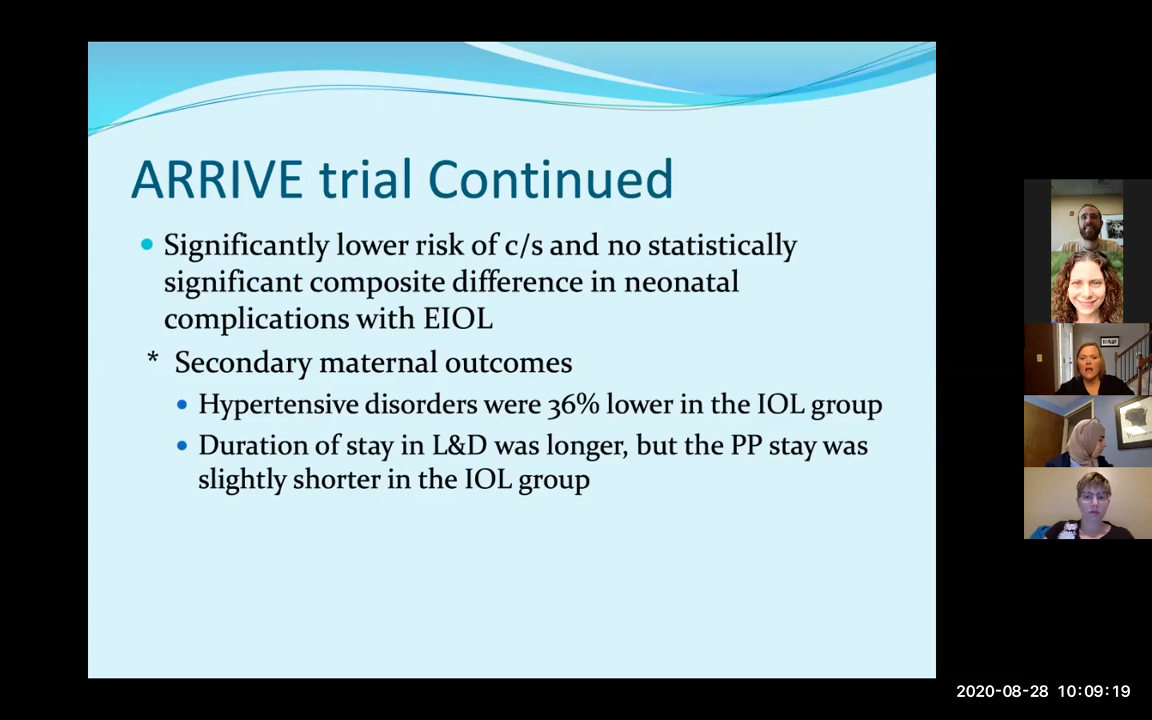 ARRIVE trial Continued
• Significantly lower risk of c/s and no statistically
significant composite difference in neonatal
complications with EIOL
* Secondary maternal outcomes
• Hypertensive disorders were 36% lower in the IOL group
• Duration of stay in L&D was longer, but the PP stay was
slightly shorter in the IOL group
2020-08-28 10:09:19